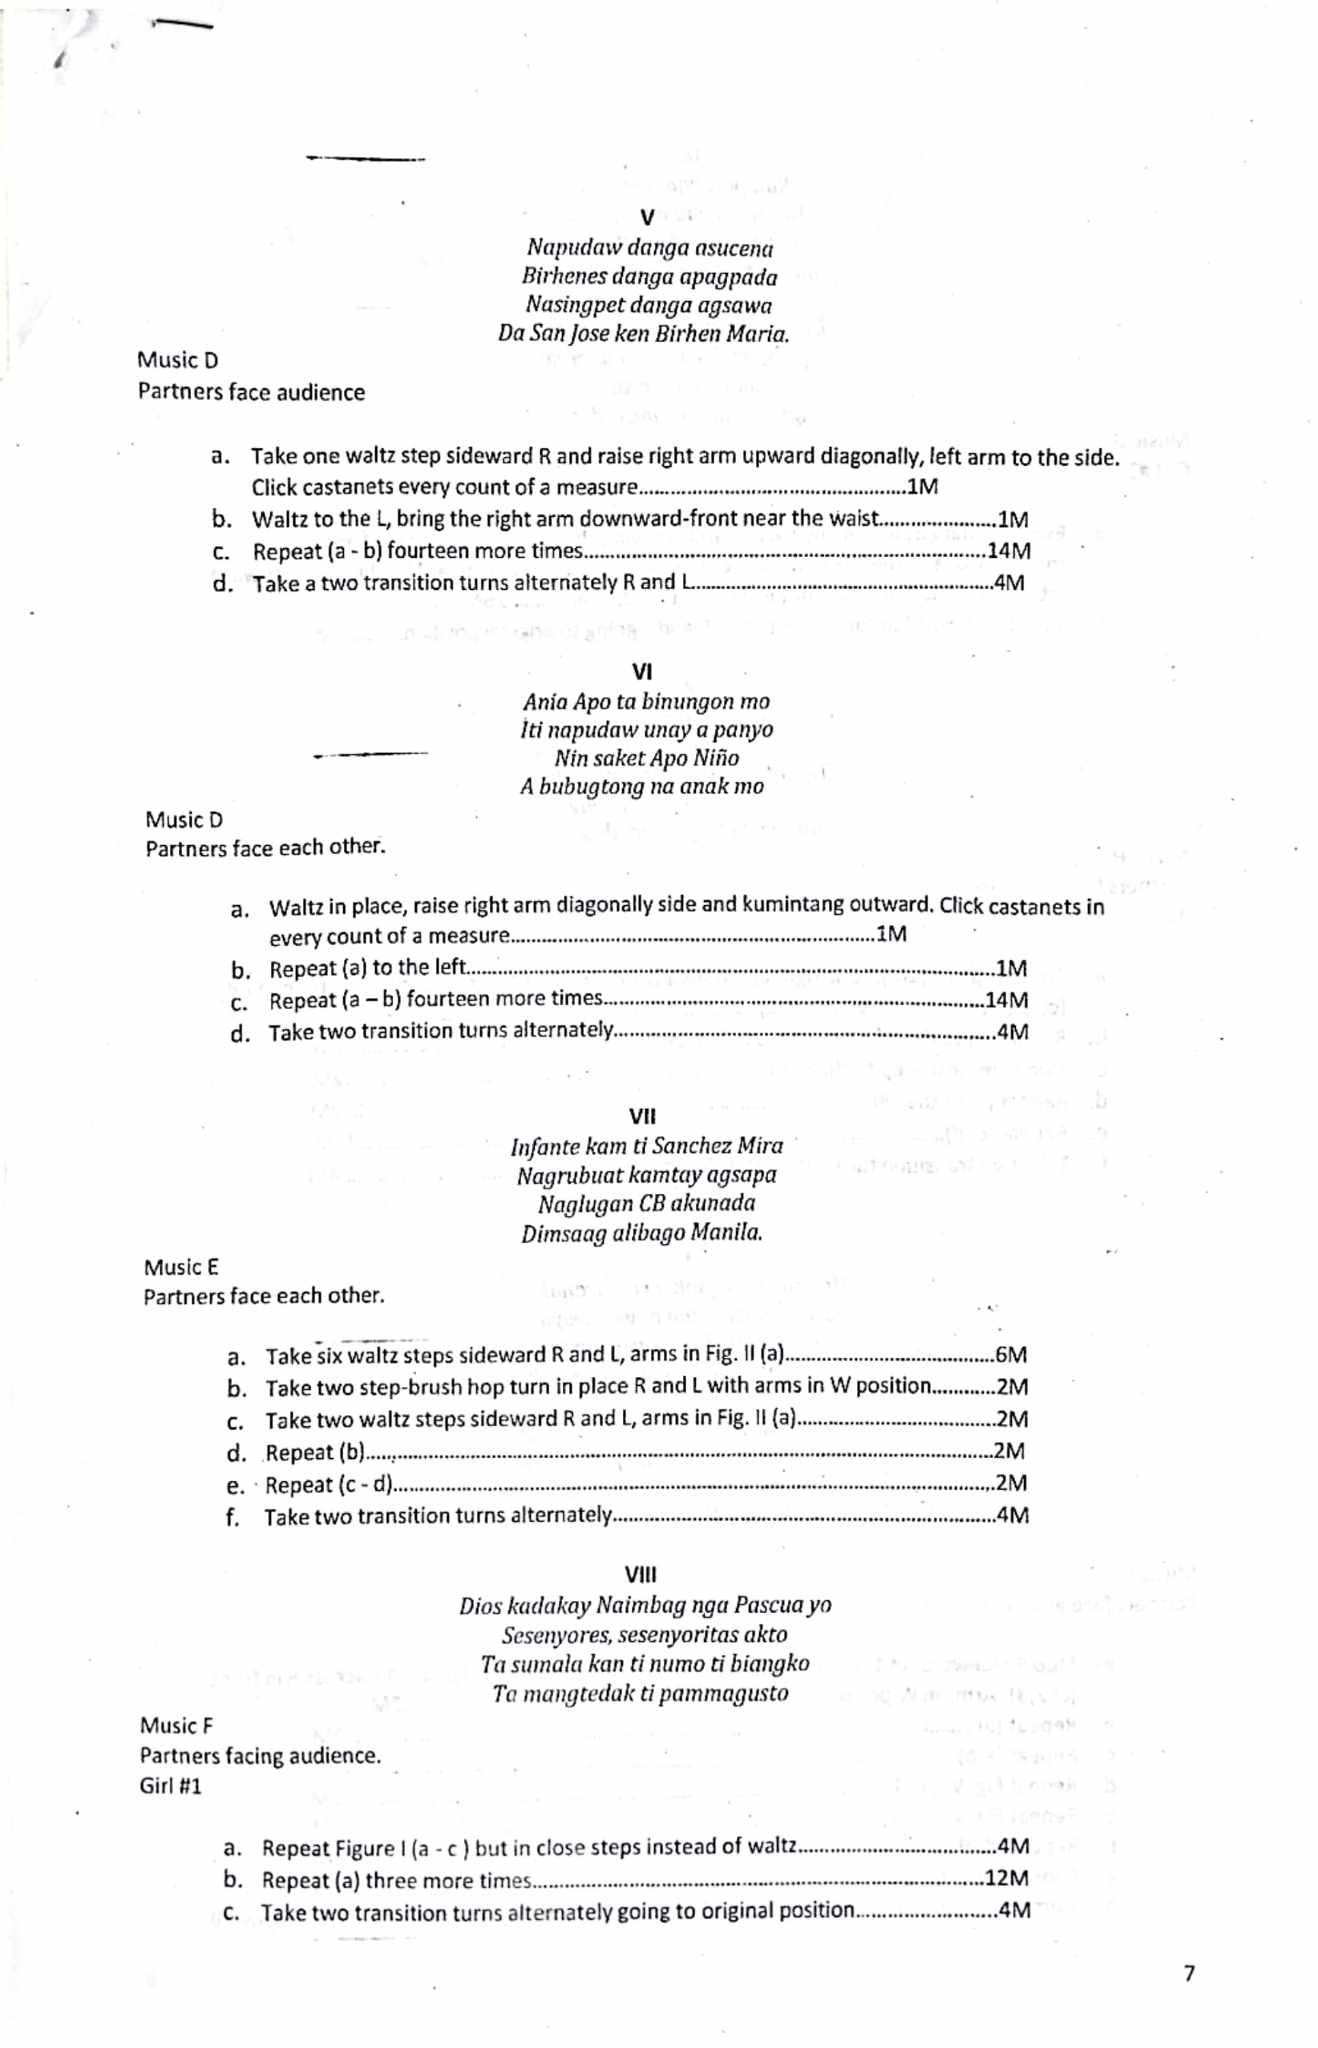 V
Napudaw danga asucena
Birhenes danga apagpada
Nasingpet danga agsawa
Da San Jose ken Birhen Maria.
Music D
Partners face audience
a. Take one waltz step sideward R and raise right arm upward diagonally, left arm to the side.
Click castanets every count of a measure.............................................1M
b. Waltz to the L, bring the right arm downward-front near the waist.....................1M
c. Repeat (a - b) fourteen more times.....................................................................14M
d. Take a two transition turns alternately R and L....................................................4M
VI
Ania Apo ta binungon mo
Iti napudaw unay a panyo
Nin saket Apo Niño
A bubugtong na anak mo
Music D
Partners face each other.
a. Waltz in place, raise right arm diagonally side and kumintang outward. Click castanets in
every count of a measure..............................................................1M
b. Repeat (a) to the left..........................................................................................1M
c. Repeat (a – b) fourteen more times.................................................................14M
d. Take two transition turns alternately.................................................................4M
VII
Infante kam ti Sanchez Mira
Nagrubuat kamtay agsapa
Naglugan CB akunada
Dimsaag alibago Manila.
Music E
Partners face each other.
a. Take six waltz steps sideward R and L, arms in Fig. II (a)....................................6M
b. Take two step-brush hop turn in place R and L with arms in W position............2M
c. Take two waltz steps sideward R and L, arms in Fig. II (a)..................................2M
d. Repeat (b)...........................................................................................................2M
e. Repeat (c - d).......................................................................................................2M
f. Take two transition turns alternately..................................................................4M
VIII
Dios kadakay Naimbag nga Pascua yo
Sesenyores, sesenyoritas akto
Ta sumala kan ti numo ti biangko
Ta mangtedak ti pammagusto
Music F
Partners facing audience.
Girl #1
a. Repeat Figure I (a - c ) but in close steps instead of waltz..................................4M
b. Repeat (a) three more times.............................................................................12M
c. Take two transition turns alternately going to original position.........................4M
7